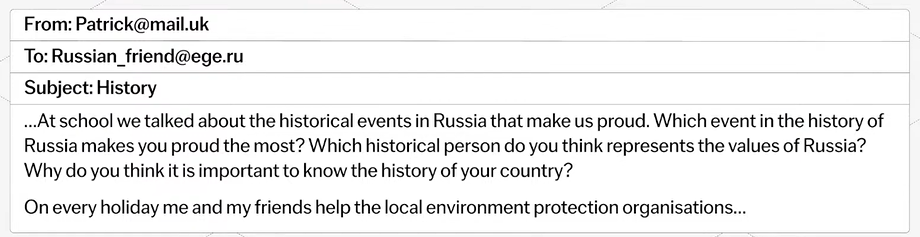 From: Patrick@mail.uk
To: Russian_friend@ege.ru
Subject: History
...At school we talked about the historical events in Russia that make us proud. Which event in the history of
Russia makes you proud the most? Which historical person do you think represents the values of Russia?
Why do you think it is important to know the history of your country?
On every holiday me and my friends help the local environment protection organisations...